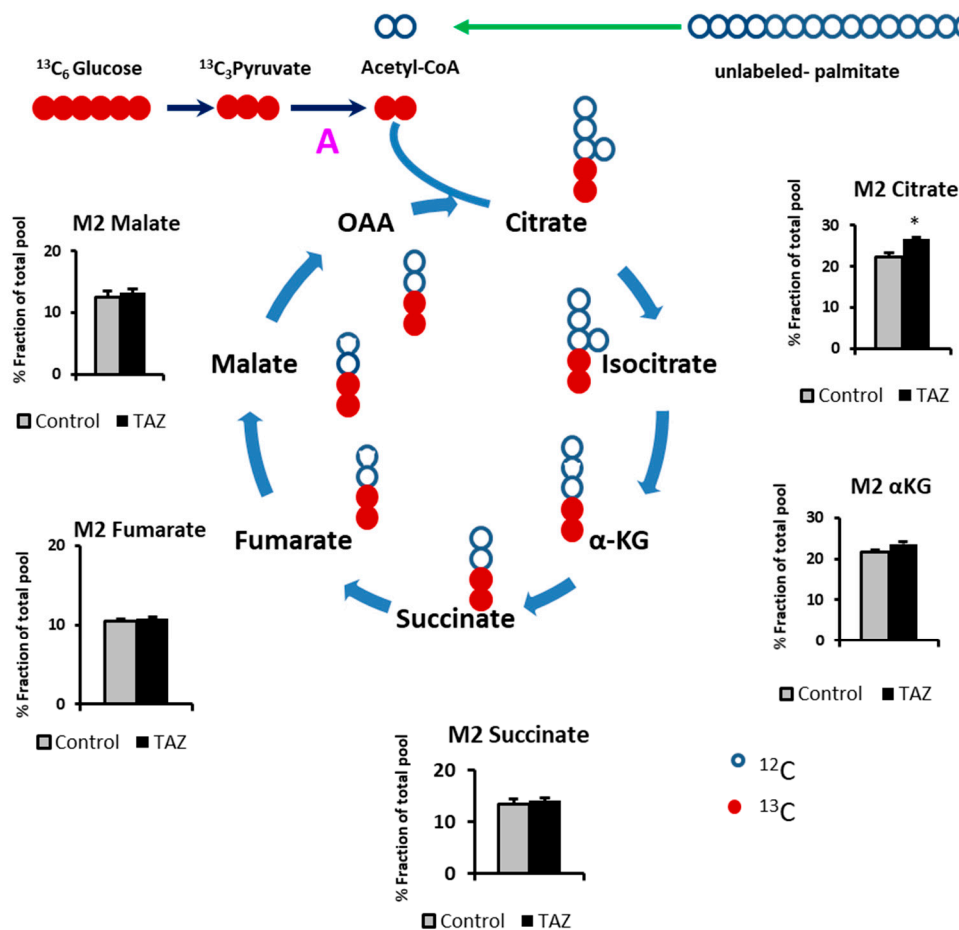 ¹³C₆ Glucose
¹³C₃Pyruvate
Acetyl-CoA
unlabeled- palmitate
A
OAA
Citrate
Isocitrate
α-KG
Succinate
Fumarate
Malate
M2 Malate
% Fraction of total pool
20
10
0
Control TAZ
M2 Citrate
% Fraction of total pool
30
20
10
0
*
Control TAZ
M2 Fumarate
% Fraction of total pool
20
10
0
Control TAZ
M2 αKG
% Fraction of total pool
30
20
10
0
Control TAZ
M2 Succinate
% Fraction of total pool
20
10
0
Control TAZ
¹²C
¹³C